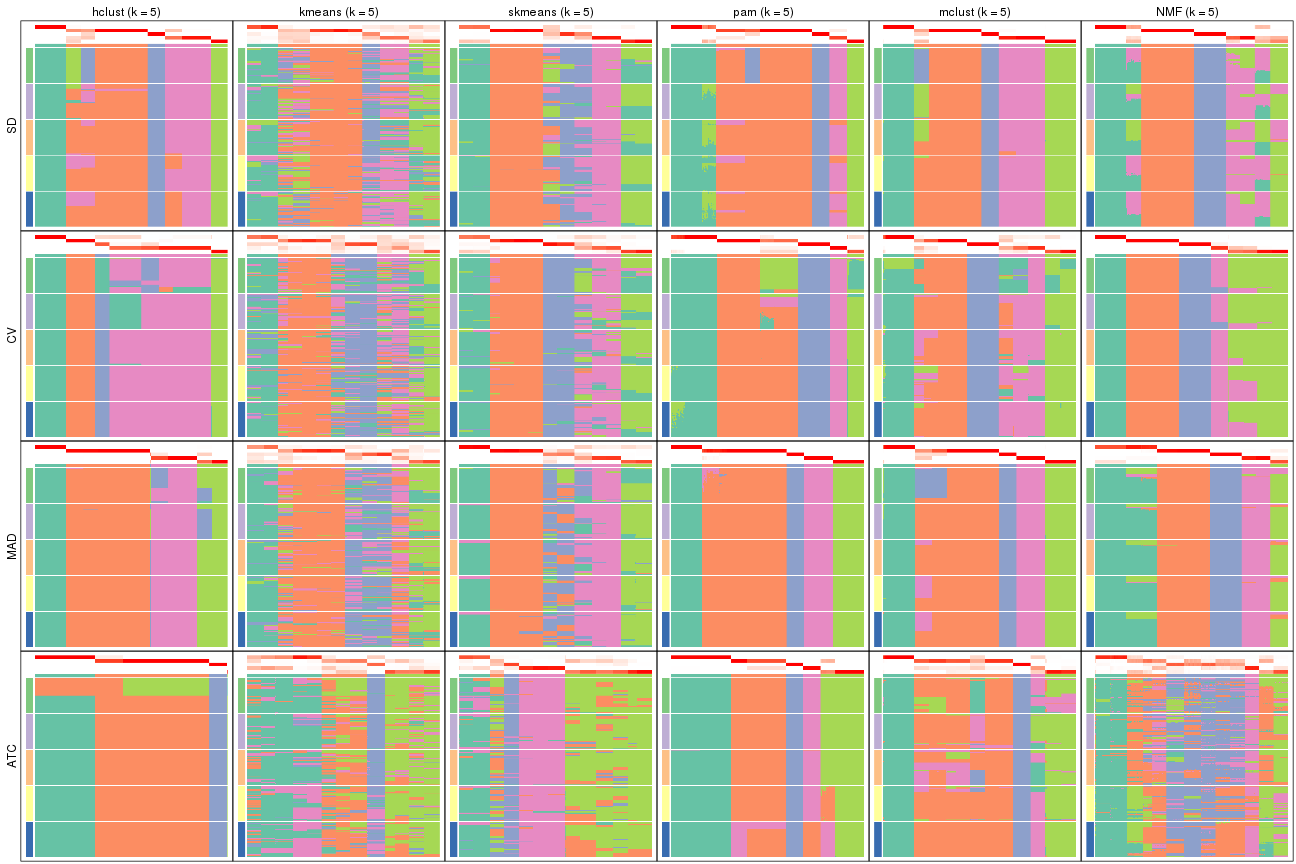 hclust (k = 5) kmeans (k = 5) skmeans (k = 5) pam (k = 5) mclust (k = 5) NMF (k = 5)
SD
CV
MAD
ATC